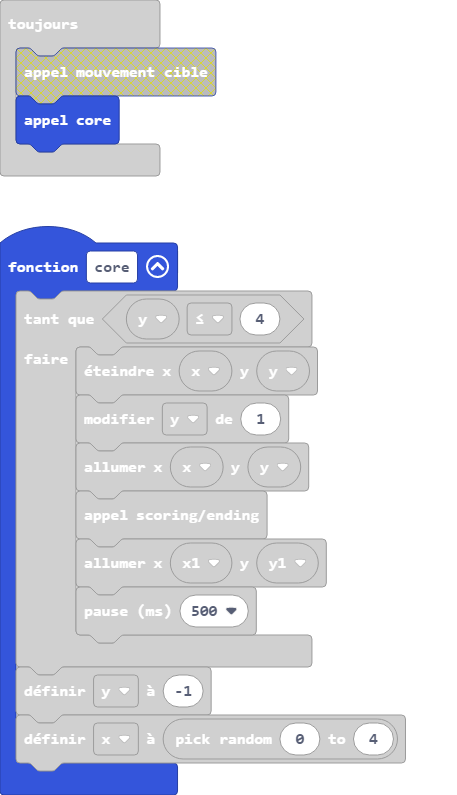 toujours
appel mouvement cible
appel core
fonction core
tant que y ≤ 4
faire
éteindre x x y y
modifier y de 1
allumer x x y y
appel scoring/ending
allumer x x1 y y1
pause (ms) 500
définir y à -1
définir x à pick random 0 to 4